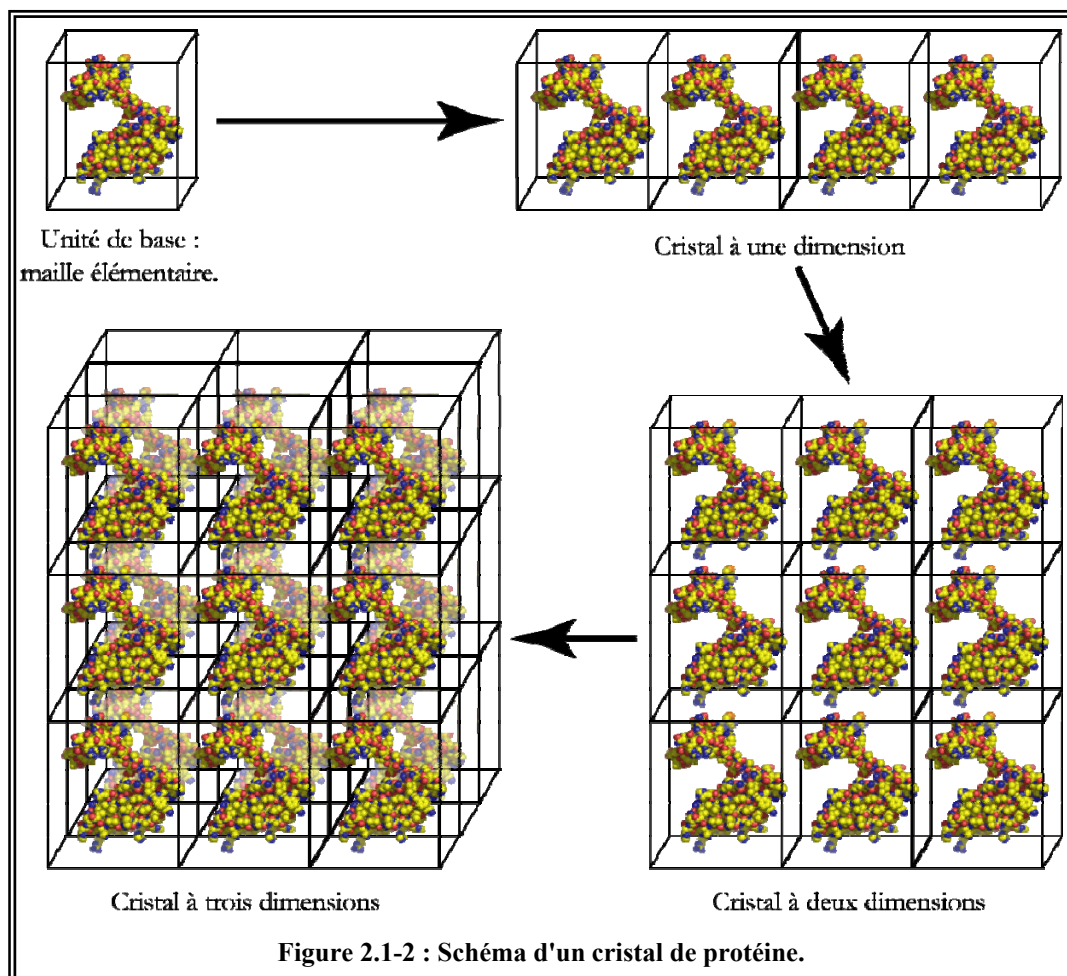 Unité de base :
maille élémentaire.
Cristal à une dimension
Cristal à trois dimensions
Cristal à deux dimensions
Figure 2.1-2 : Schéma d'un cristal de protéine.